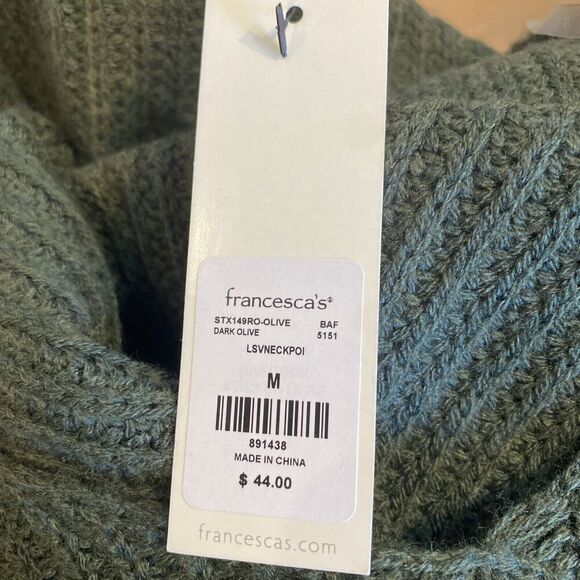 francesca's®
STX149RO-OLIVE BAF
DARK OLIVE 5151
LSVNECKPOI
M
891438
MADE IN CHINA
$ 44.00
francescas.com